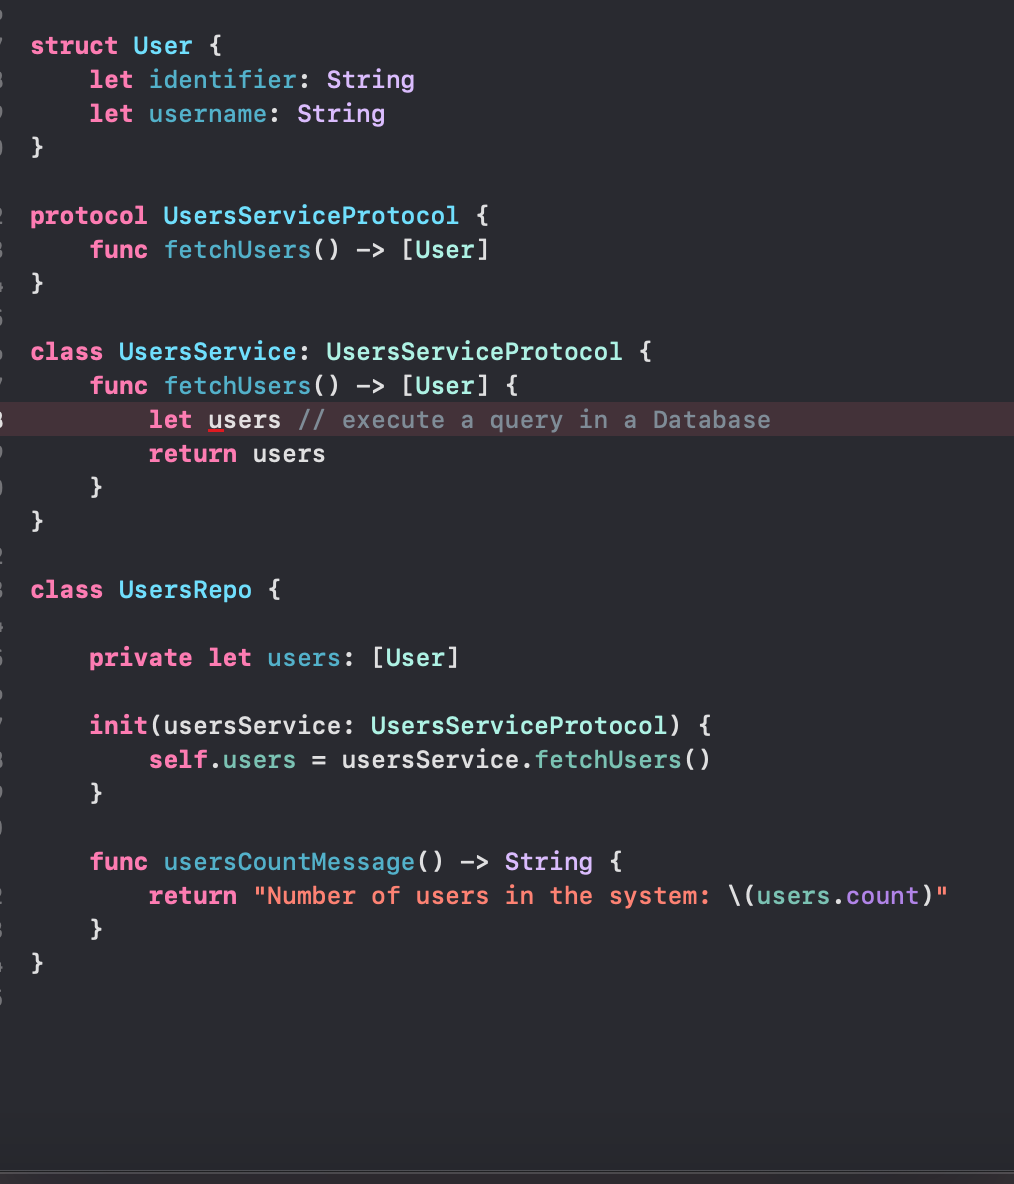 struct User {
    let identifier: String
    let username: String
}
protocol UsersServiceProtocol {
    func fetchUsers() -> [User]
}
class UsersService: UsersServiceProtocol {
    func fetchUsers() -> [User] {
        let users // execute a query in a Database
        return users
    }
}
class UsersRepo {
    private let users: [User]
    init(usersService: UsersServiceProtocol) {
        self.users = usersService.fetchUsers()
    }
    func usersCountMessage() -> String {
        return "Number of users in the system: \(users.count)"
    }
}